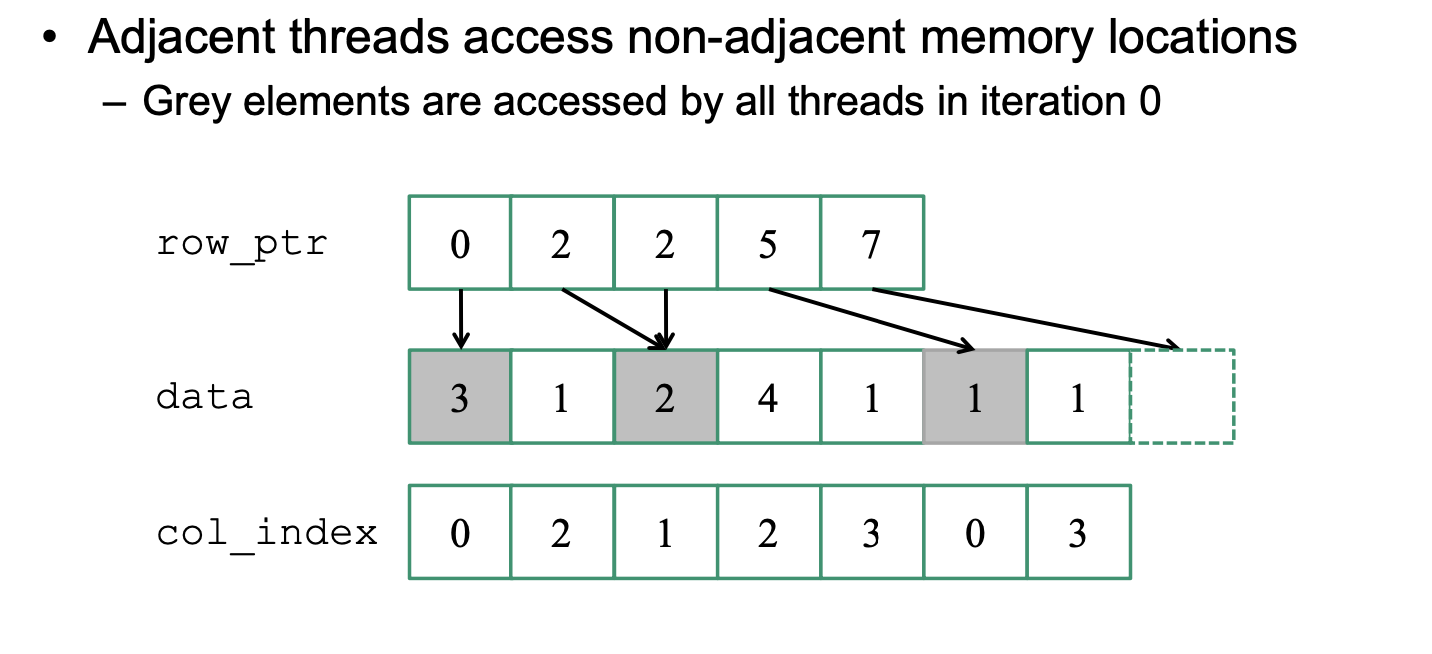 • Adjacent threads access non-adjacent memory locations
– Grey elements are accessed by all threads in iteration 0
row_ptr 0 2 2 5 7
data 3 1 2 4 1 1 1
col_index 0 2 1 2 3 0 3